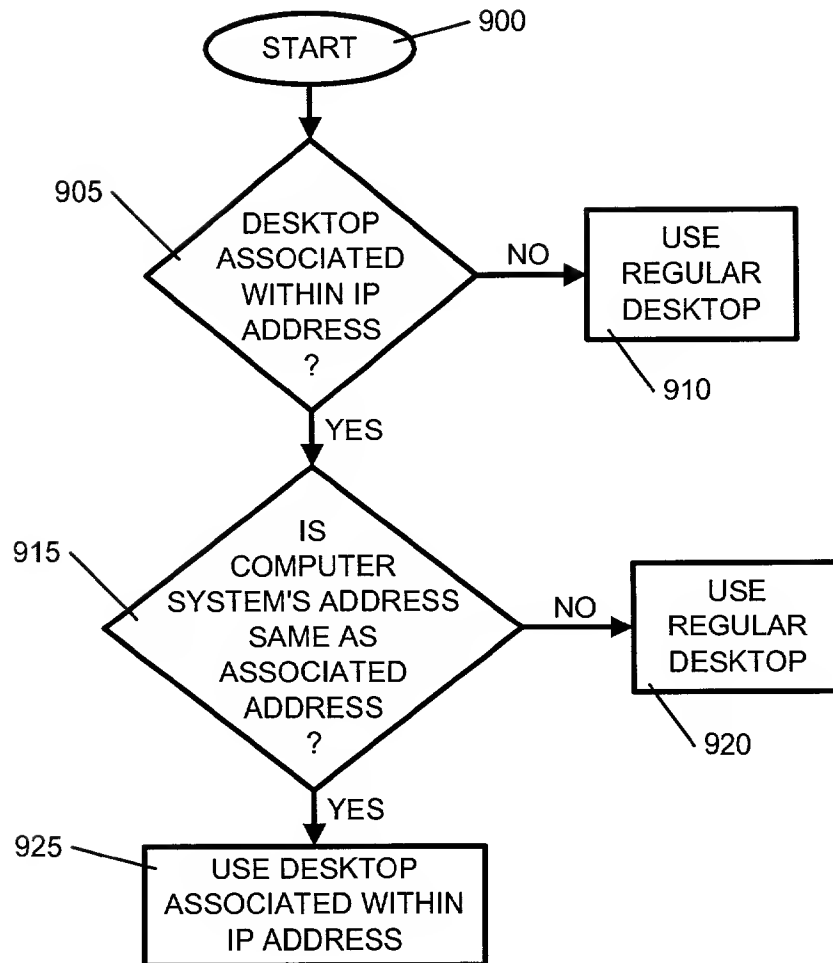 START
900
905
DESKTOP
ASSOCIATED
WITHIN IP
ADDRESS
?
NO
USE
REGULAR
DESKTOP
910
YES
915
IS
COMPUTER
SYSTEM'S ADDRESS
SAME AS
ASSOCIATED
ADDRESS
?
NO
USE
REGULAR
DESKTOP
920
YES
925
USE DESKTOP
ASSOCIATED WITHIN
IP ADDRESS